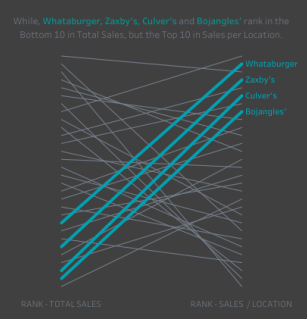 While, Whataburger, Zaxby's, Culver's and Bojangles' rank in the
Bottom 10 in Total Sales, but the Top 10 in Sales per Location.
Whataburger
Zaxby's
Culver's
Bojangles'
RANK - TOTAL SALES
RANK - SALES / LOCATION